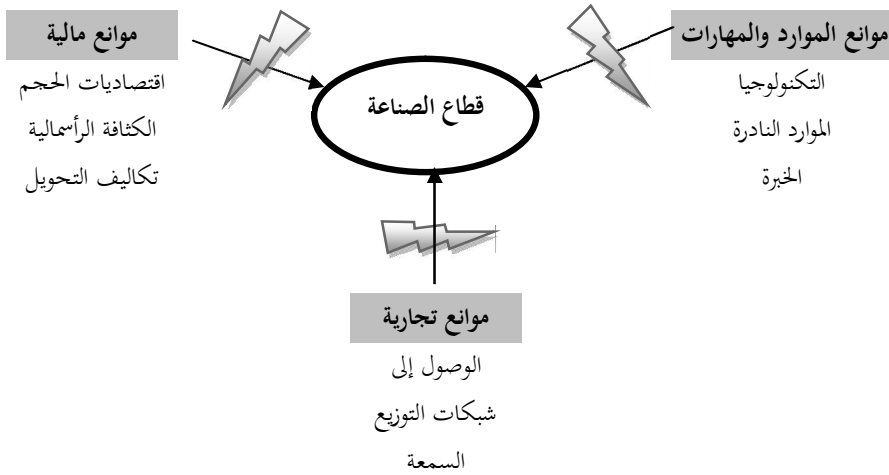 موانع الموارد والمهارات
التكنولوجيا
الموارد النادرة
الخبرة
موانع مالية
اقتصاديات الحجم
الكثافة الرأسمالية
تكاليف التحويل
قطاع الصناعة
موانع تجارية
الوصول إلى
شبكات التوزيع
السمعة